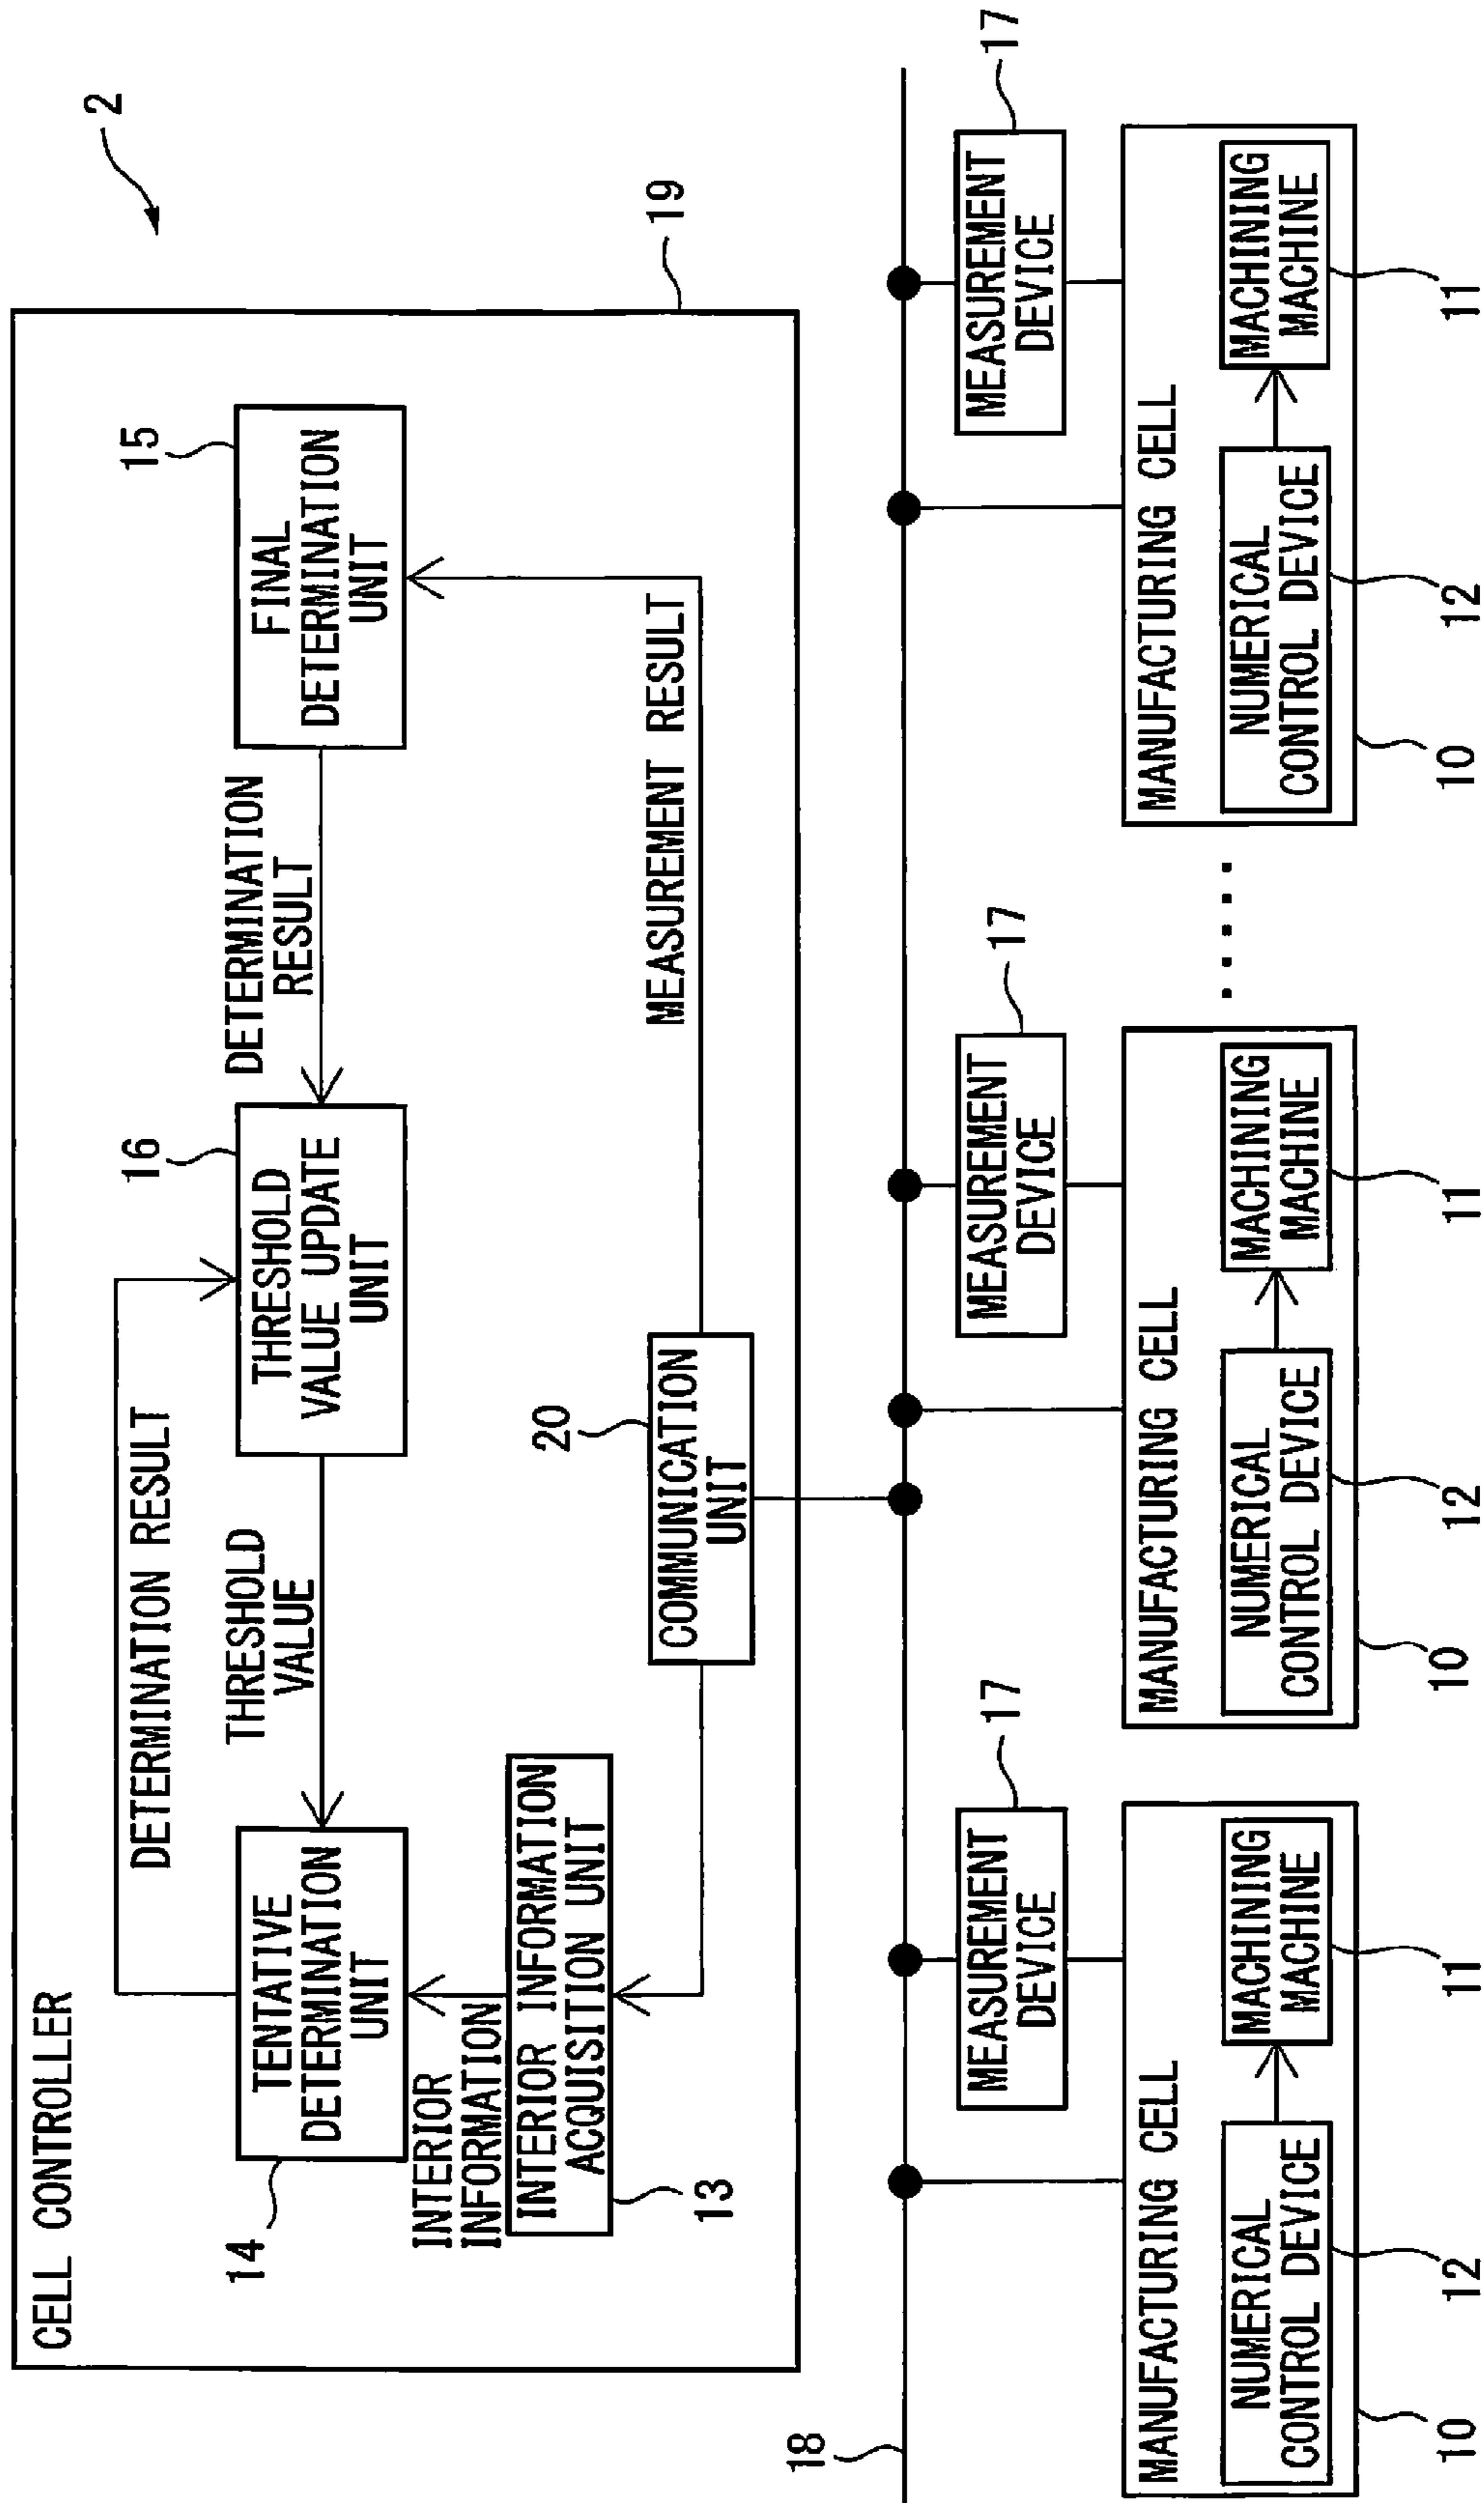 2
CELL CONTROLLER
19
DETERMINATION RESULT
14
TENTATIVE
DETERMINATION
UNIT
THRESHOLD
VALUE
16
THRESHOLD
VALUE UPDATE
UNIT
DETERMINATION
RESULT
15
FINAL
DETERMINATION
UNIT
INTERIOR
INFORMATION
INTERIOR INFORMATION
ACQUISITION UNIT
13
20
COMMUNICATION
UNIT
MEASUREMENT RESULT
18
MEASUREMENT
DEVICE
17
MEASUREMENT
DEVICE
17
MEASUREMENT
DEVICE
17
MANUFACTURING CELL
NUMERICAL
CONTROL DEVICE
MACHINING
MACHINE
10
12
11
MANUFACTURING CELL
NUMERICAL
CONTROL DEVICE
MACHINING
MACHINE
10
12
11
.....
MANUFACTURING CELL
NUMERICAL
CONTROL DEVICE
MACHINING
MACHINE
10
12
11